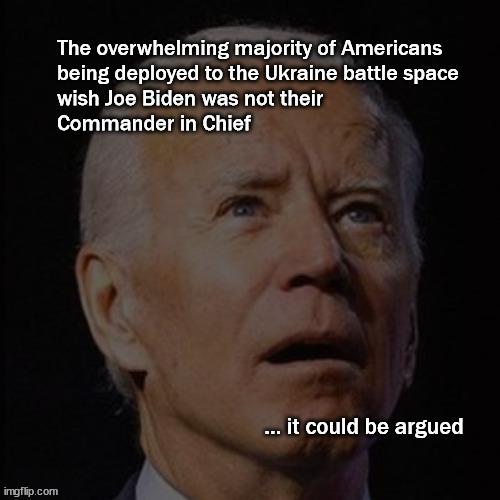 The overwhelming majority of Americans
being deployed to the Ukraine battle space
wish Joe Biden was not their
Commander in Chief
... it could be argued
imgflip.com